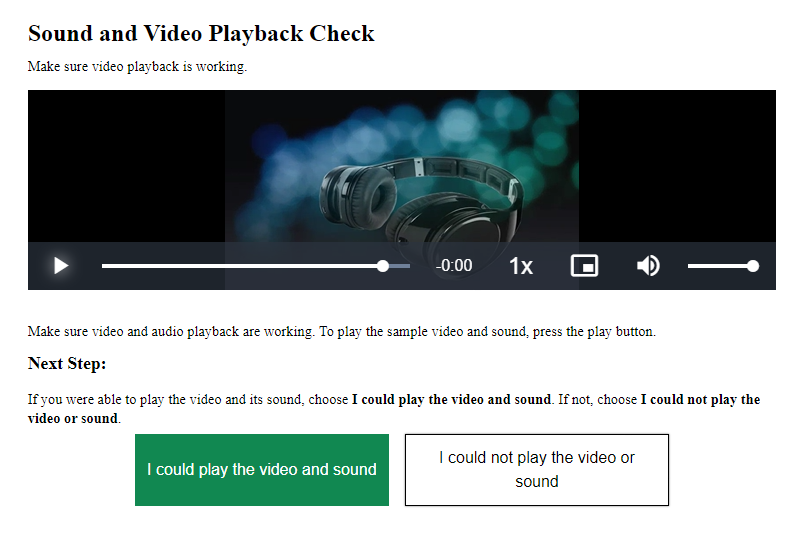 Sound and Video Playback Check
Make sure video playback is working.
-0:00
1x
Make sure video and audio playback are working. To play the sample video and sound, press the play button.
Next Step:
If you were able to play the video and its sound, choose I could play the video and sound. If not, choose I could not play the
video or sound.
I could play the video and sound
I could not play the video or
sound